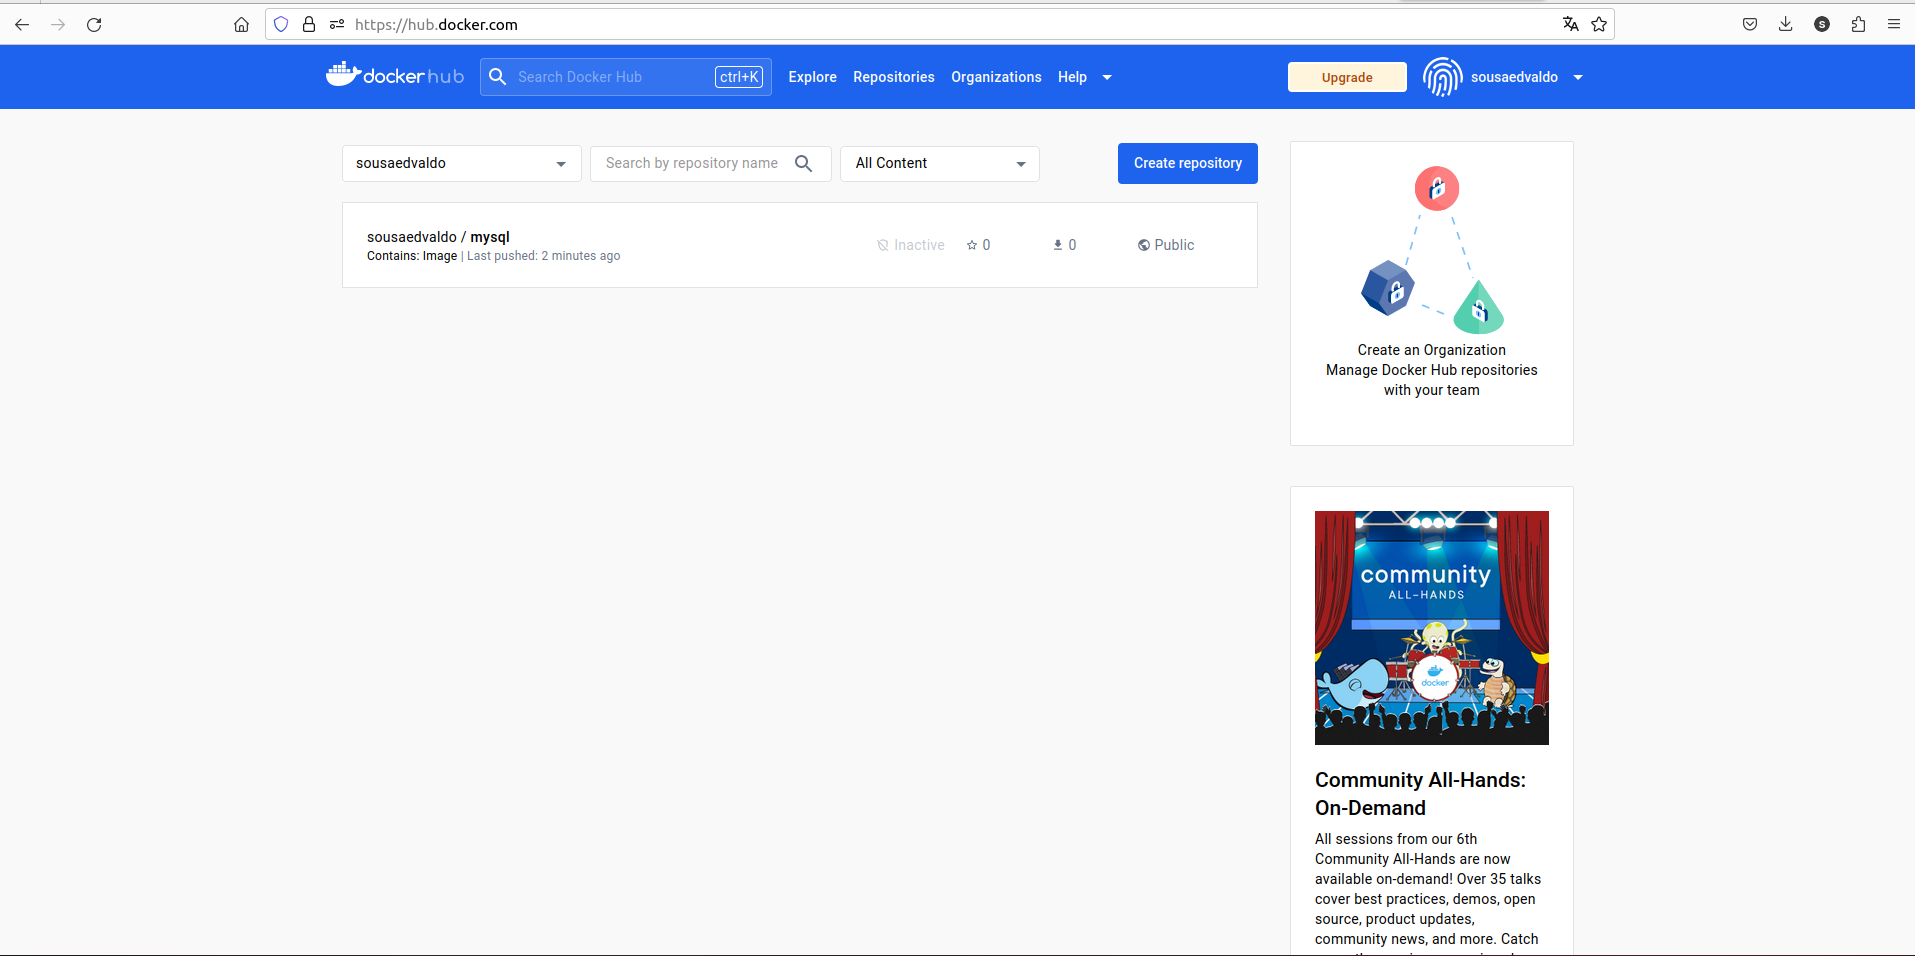 https://hub.docker.com
S
docker hub
Search Docker Hub
ctrl+K
Explore
Repositories
Organizations
Help
Upgrade
sousaedvaldo
sousaedvaldo
Search by repository name
All Content
Create repository
sousaedvaldo / mysql
Contains: Image | Last pushed: 2 minutes ago
Inactive
0
0
Public
Create an Organization
Manage Docker Hub repositories
with your team
community
ALL-HANDS
docker
Community All-Hands:
On-Demand
All sessions from our 6th
Community All-Hands are now
available on-demand! Over 35 talks
cover best practices, demos, open
source, product updates,
community news, and more. Catch